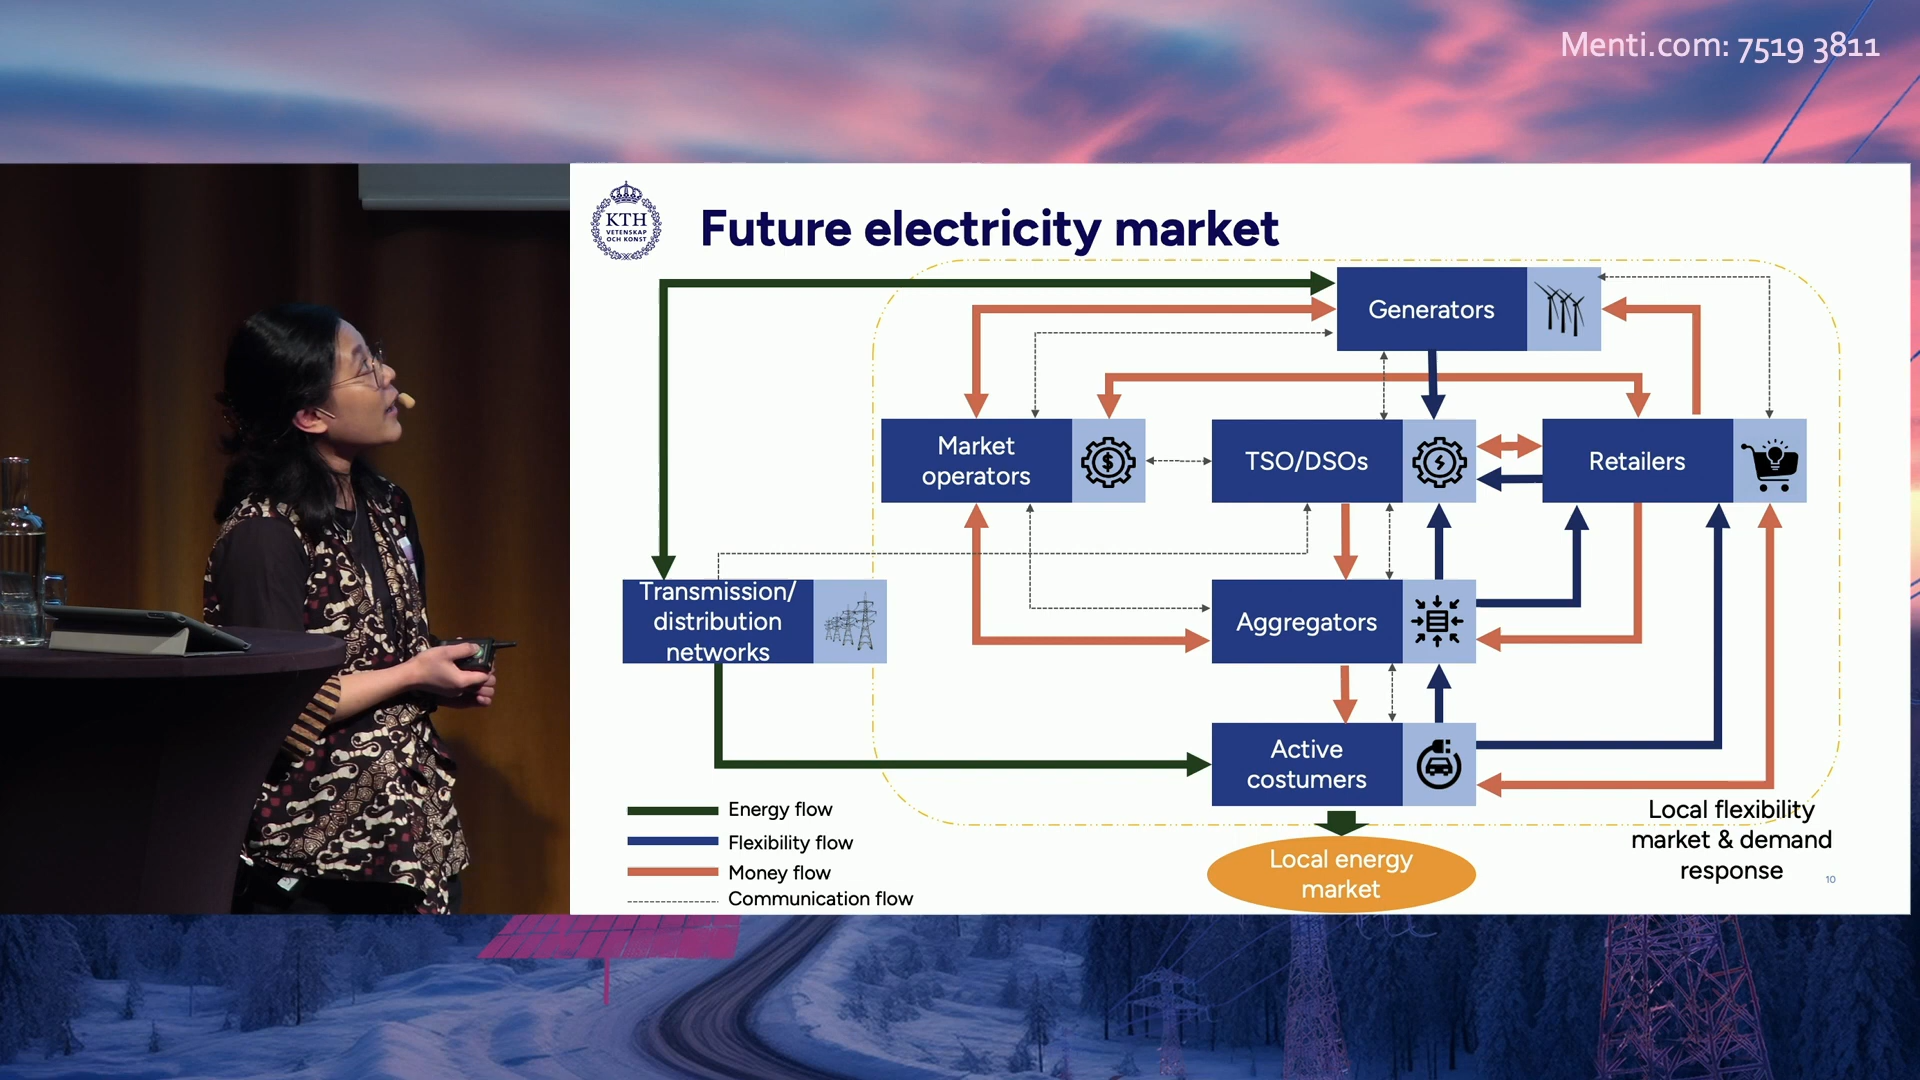 Menti.com: 7519 3811
KTH
VETENSKAP
OCH KONST
Future electricity market
Generators
Market
operators
$
TSO/DSOs
Retailers
Transmission/
distribution
networks
Aggregators
Active
costumers
Energy flow
Flexibility flow
Money flow
Communication flow
Local energy
market
Local flexibility
market & demand
response
10